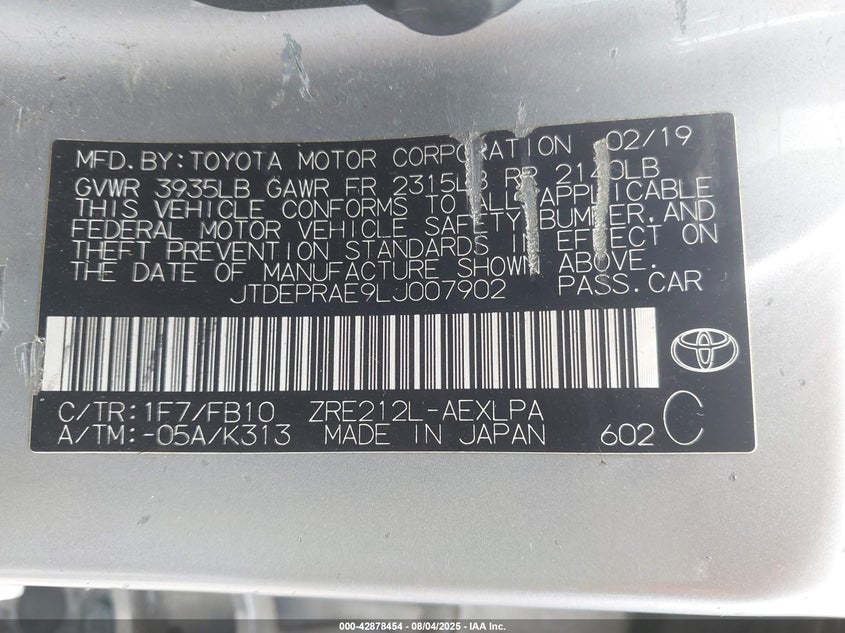 MFD. BY: TOYOTA MOTOR CORPORATION 02/19
GVWR 3935LB GAWR FR 2315LB RR 2140LB
THIS VEHICLE CONFORMS TO ALL APPLICABLE
FEDERAL MOTOR VEHICLE SAFETY, BUMPER, AND
THEFT PREVENTION STANDARDS IN EFFECT ON
THE DATE OF MANUFACTURE SHOWN ABOVE.
JTDEPRAE9LJ007902 PASS. CAR
C/TR: 1F7/FB10 ZRE212L-AEXLPA
A/TM: -05A/K313 MADE IN JAPAN 602 C
000-42878454 - 08/04/2025 - IAA Inc.